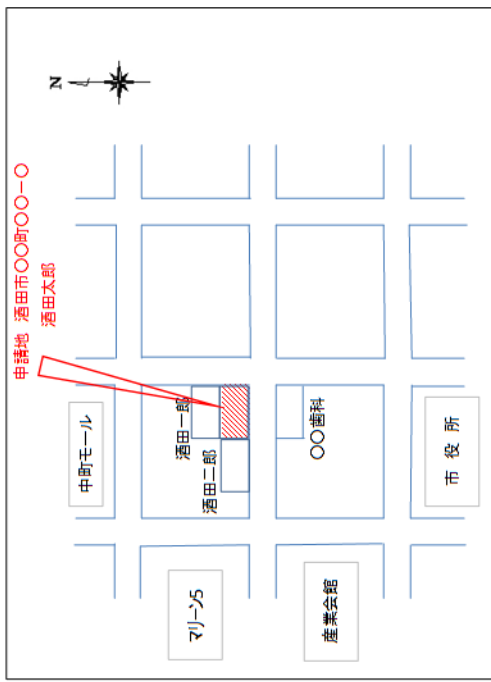 N
申請地 酒田市〇〇町〇〇ー〇
酒田太郎
中町モール
酒田一郎
酒田二郎
〇〇歯科
市役所
マリーン5
産業会館